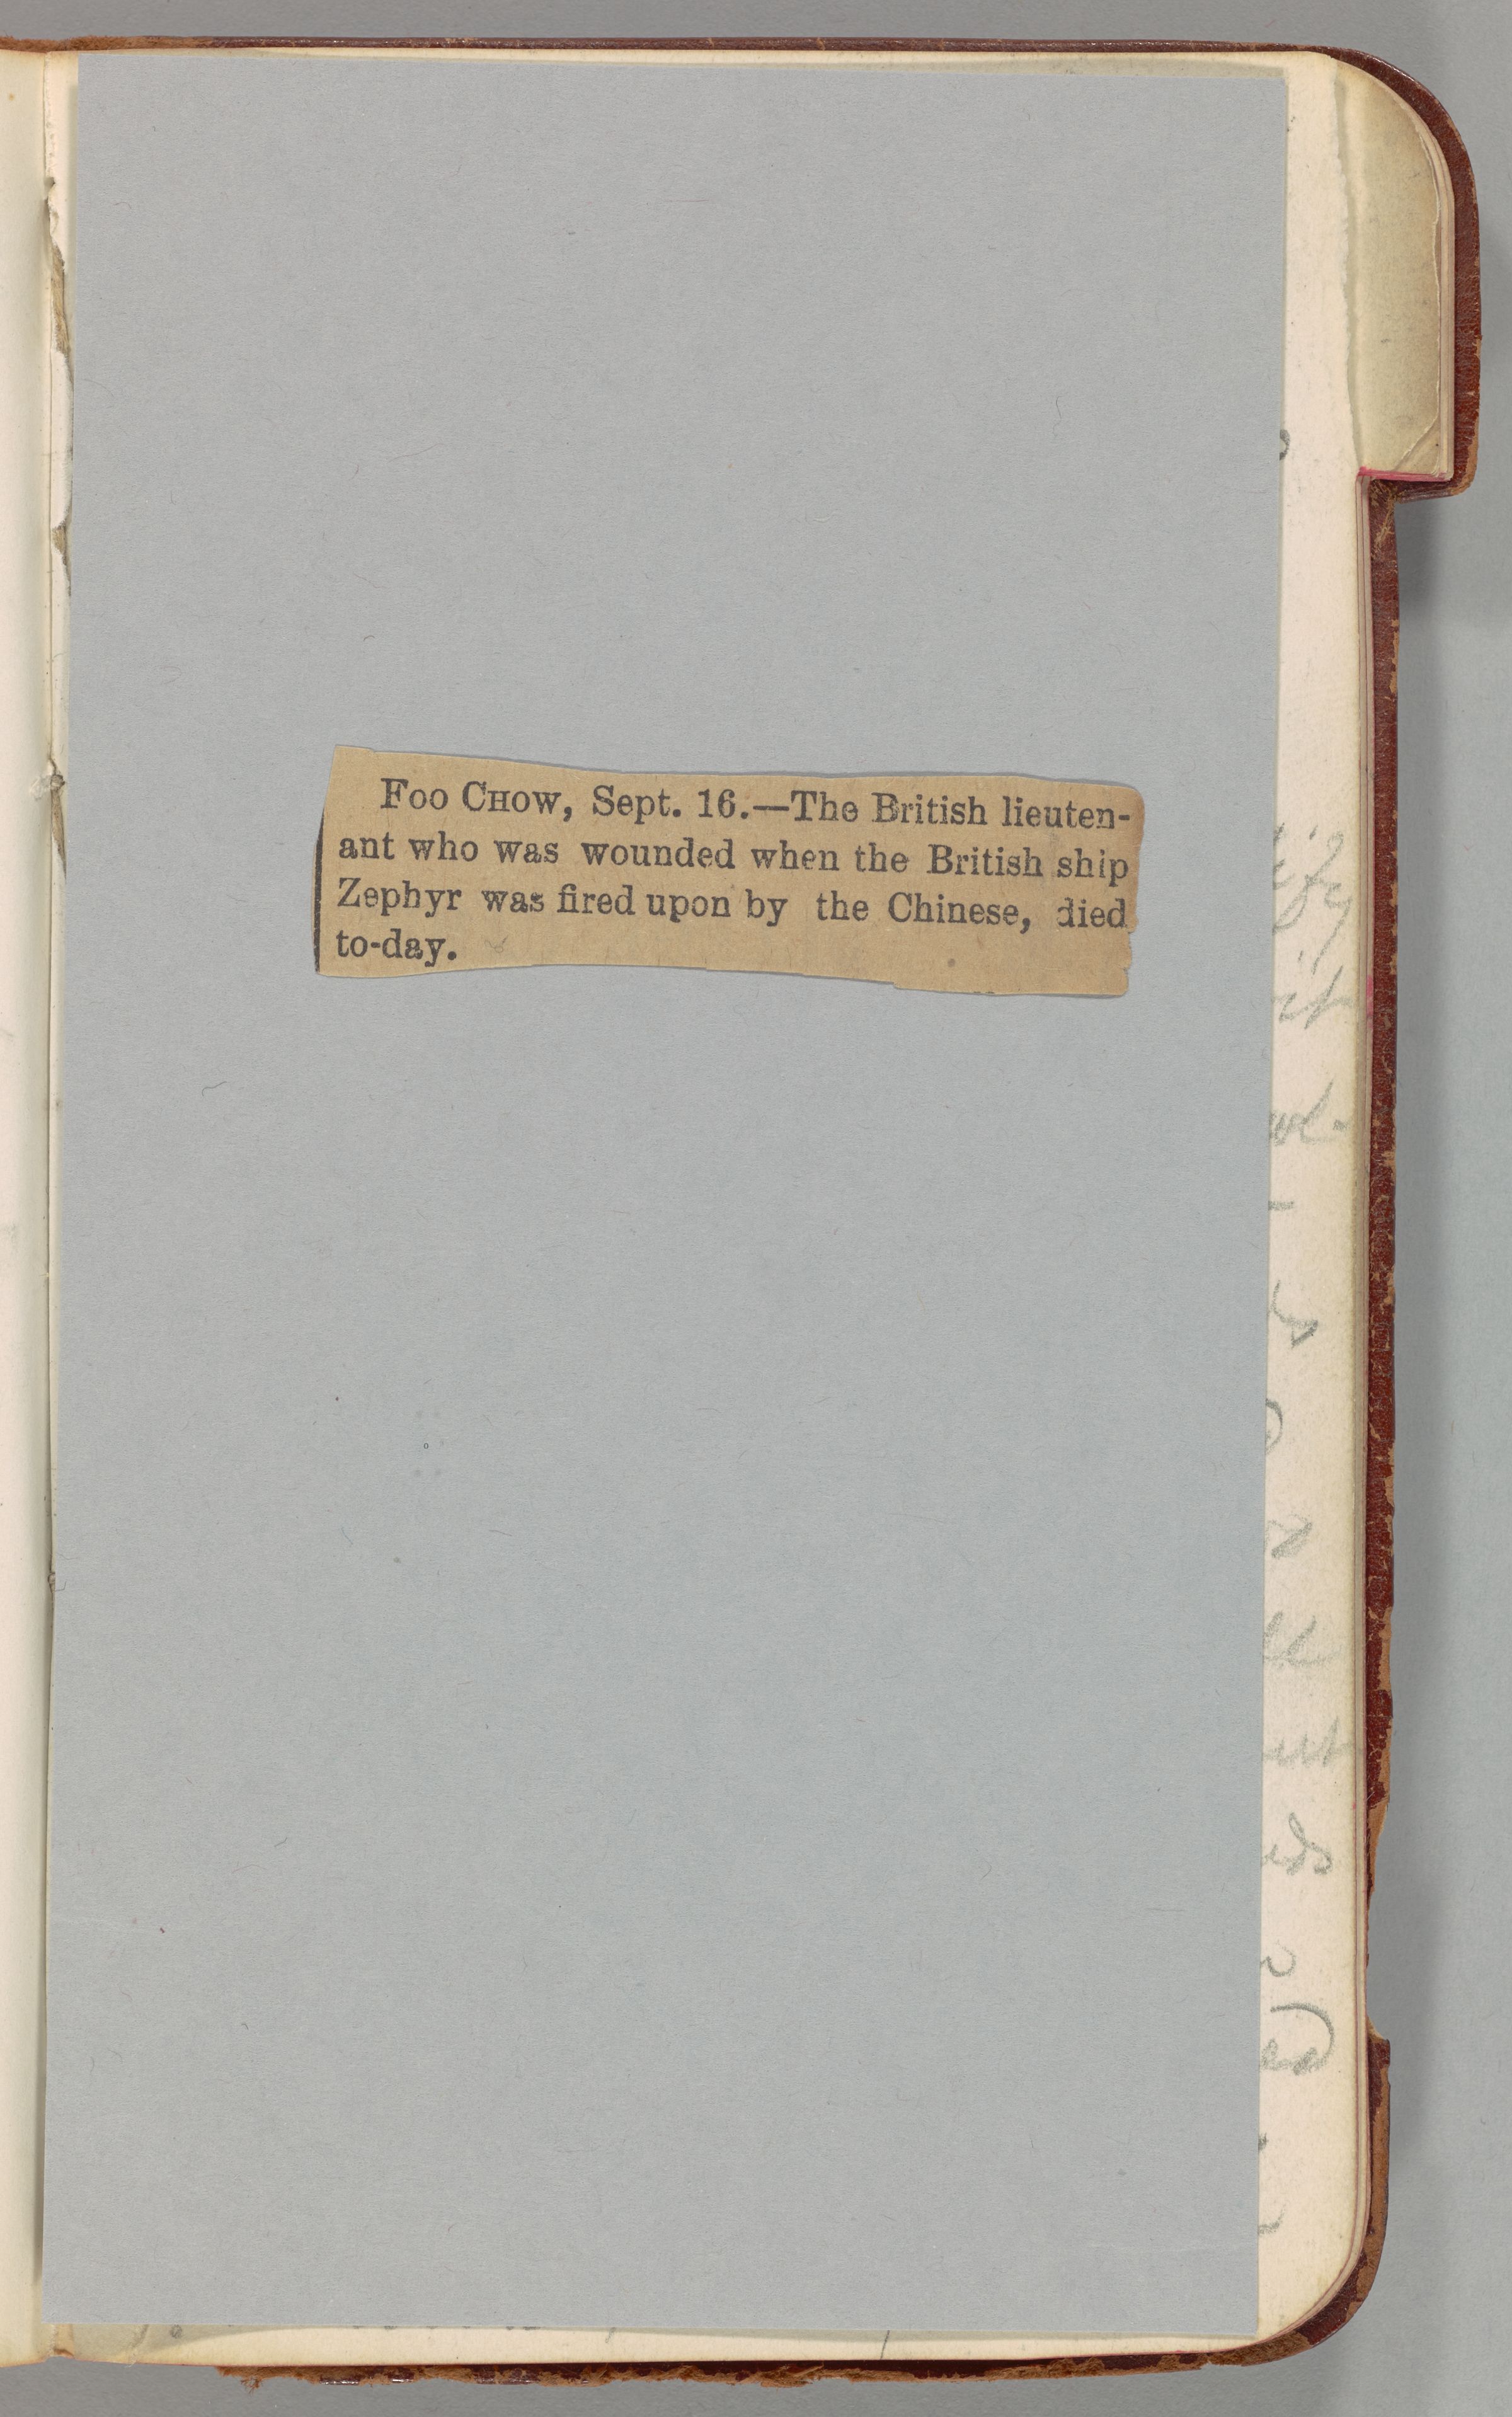 FOO CHOW, Sept. 16.—The British lieuten-
ant who was wounded when the British ship
Zephyr was fired upon by the Chinese, died
to-day.